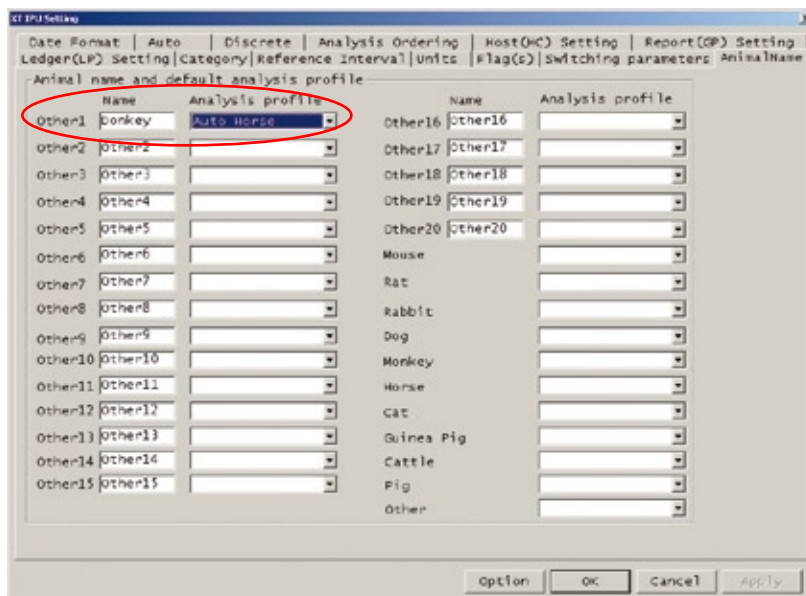 XT IPU Setting
Date Format | Auto | Discrete | Analysis Ordering | Host(HC) Setting | Report(GP) Setting
Ledger(LP) Setting | Category | Reference Interval | Units | Flag(s) | Switching parameters | AnimalName
Animal name and default analysis profile
Name Analysis profile Name Analysis profile
Other1 Donkey Auto Horse Other16 Other16
Other2 Other2 Other17 Other17
Other3 Other3 Other18 Other18
Other4 Other4 Other19 Other19
Other5 Other5 Other20 Other20
Other6 Other6 Mouse
Other7 Other7 Rat
Other8 Other8 Rabbit
Other9 Other9 Dog
Other10 Other10 Monkey
Other11 Other11 Horse
Other12 Other12 Cat
Other13 Other13 Guinea Pig
Other14 Other14 Cattle
Other15 Other15 Pig
Other
Option OK Cancel Apply